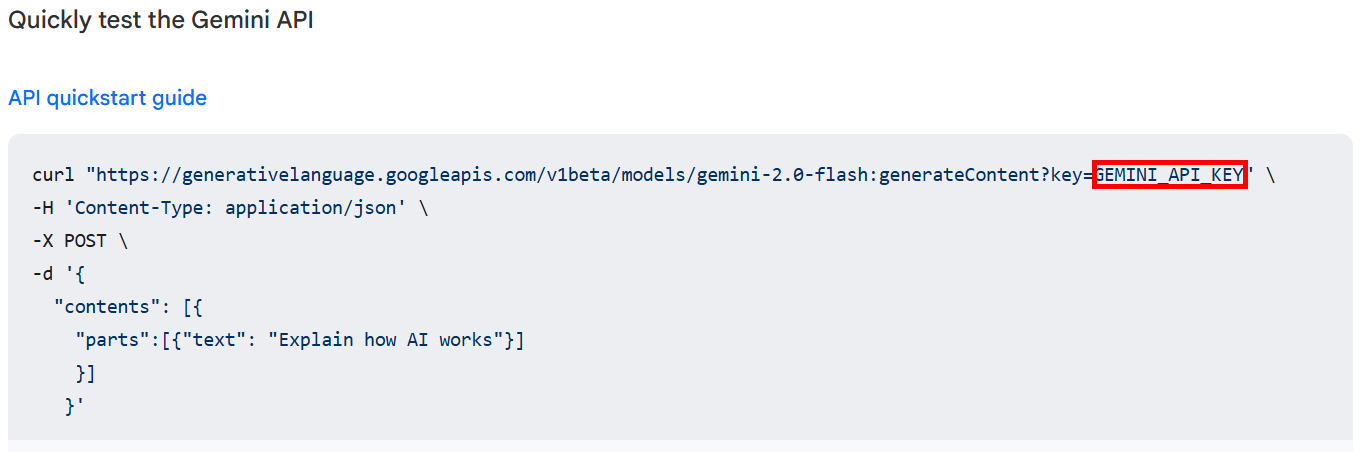 Quickly test the Gemini API
API quickstart guide
curl "https://generativelanguage.googleapis.com/v1beta/models/gemini-2.0-flash:generateContent?key=GEMINI_API_KEY" \
-H 'Content-Type: application/json' \
-X POST \
-d '{
  "contents": [{
    "parts":[{"text": "Explain how AI works"}]
    }]
   }'